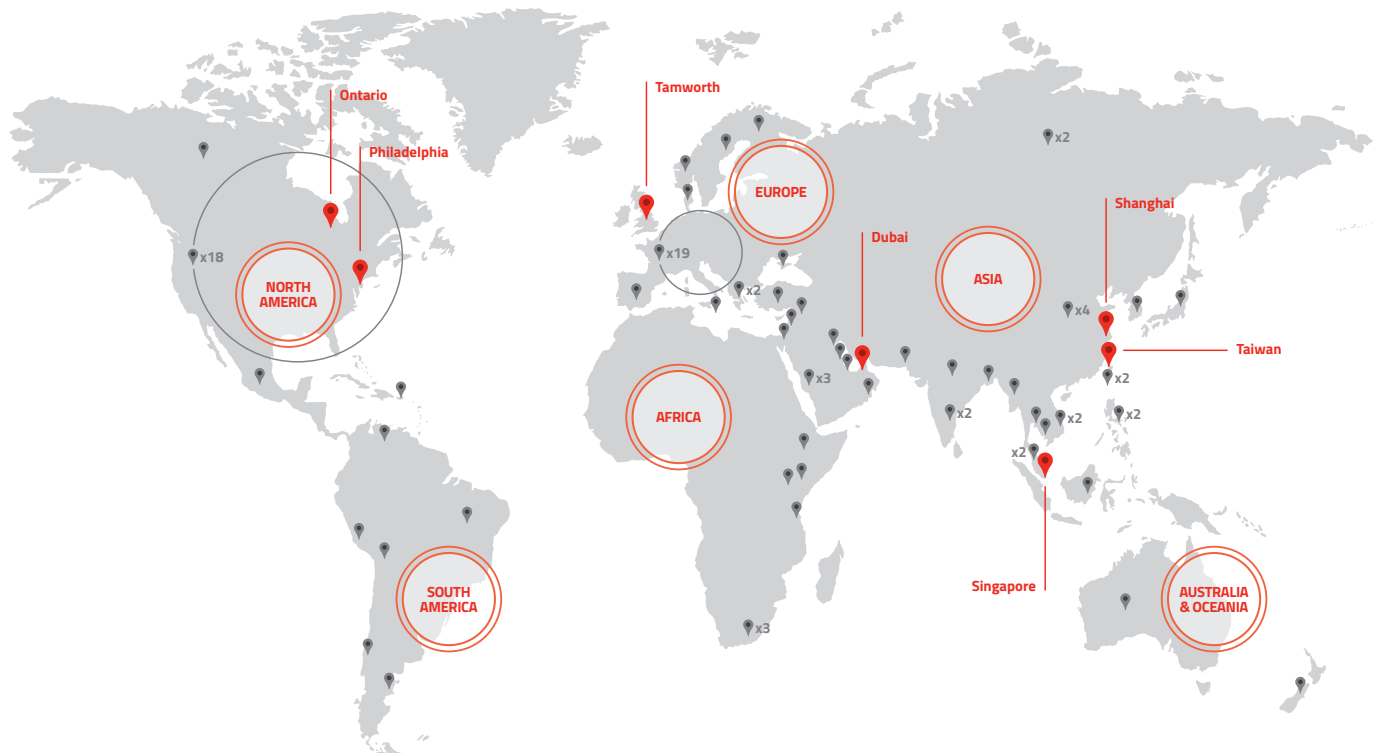 Ontario
Philadelphia
Tamworth
EUROPE
x2
Shanghai
Dubai
x18
x19
NORTH
AMERICA
ASIA
x2
x4
Taiwan
x3
x2
AFRICA
x2
x2
x2
x2
Singapore
SOUTH
AMERICA
AUSTRALIA
& OCEANIA
x3